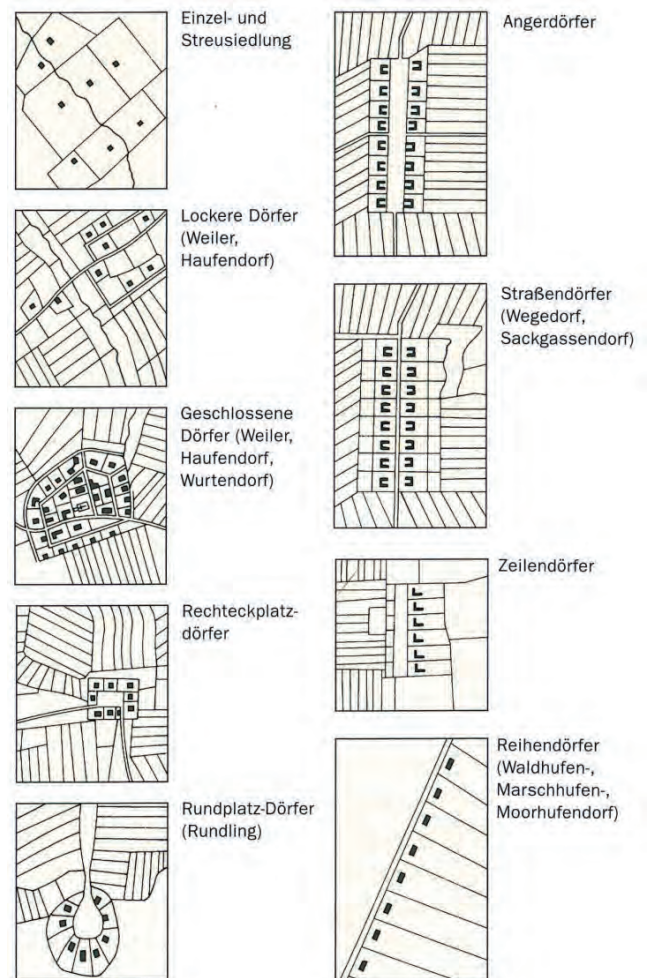 Einzel- und
Streusiedlung
Lockere Dörfer
(Weiler,
Haufendorf)
Geschlossene
Dörfer (Weiler,
Haufendorf,
Wurtendorf)
Rechteckplatz-
dörfer
Rundplatz-Dörfer
(Rundling)
Angerdörfer
Straßendörfer
(Wegedorf,
Sackgassendorf)
Zeilendörfer
Reihendörfer
(Waldhufen-,
Marschhufen-,
Moorhufendorf)